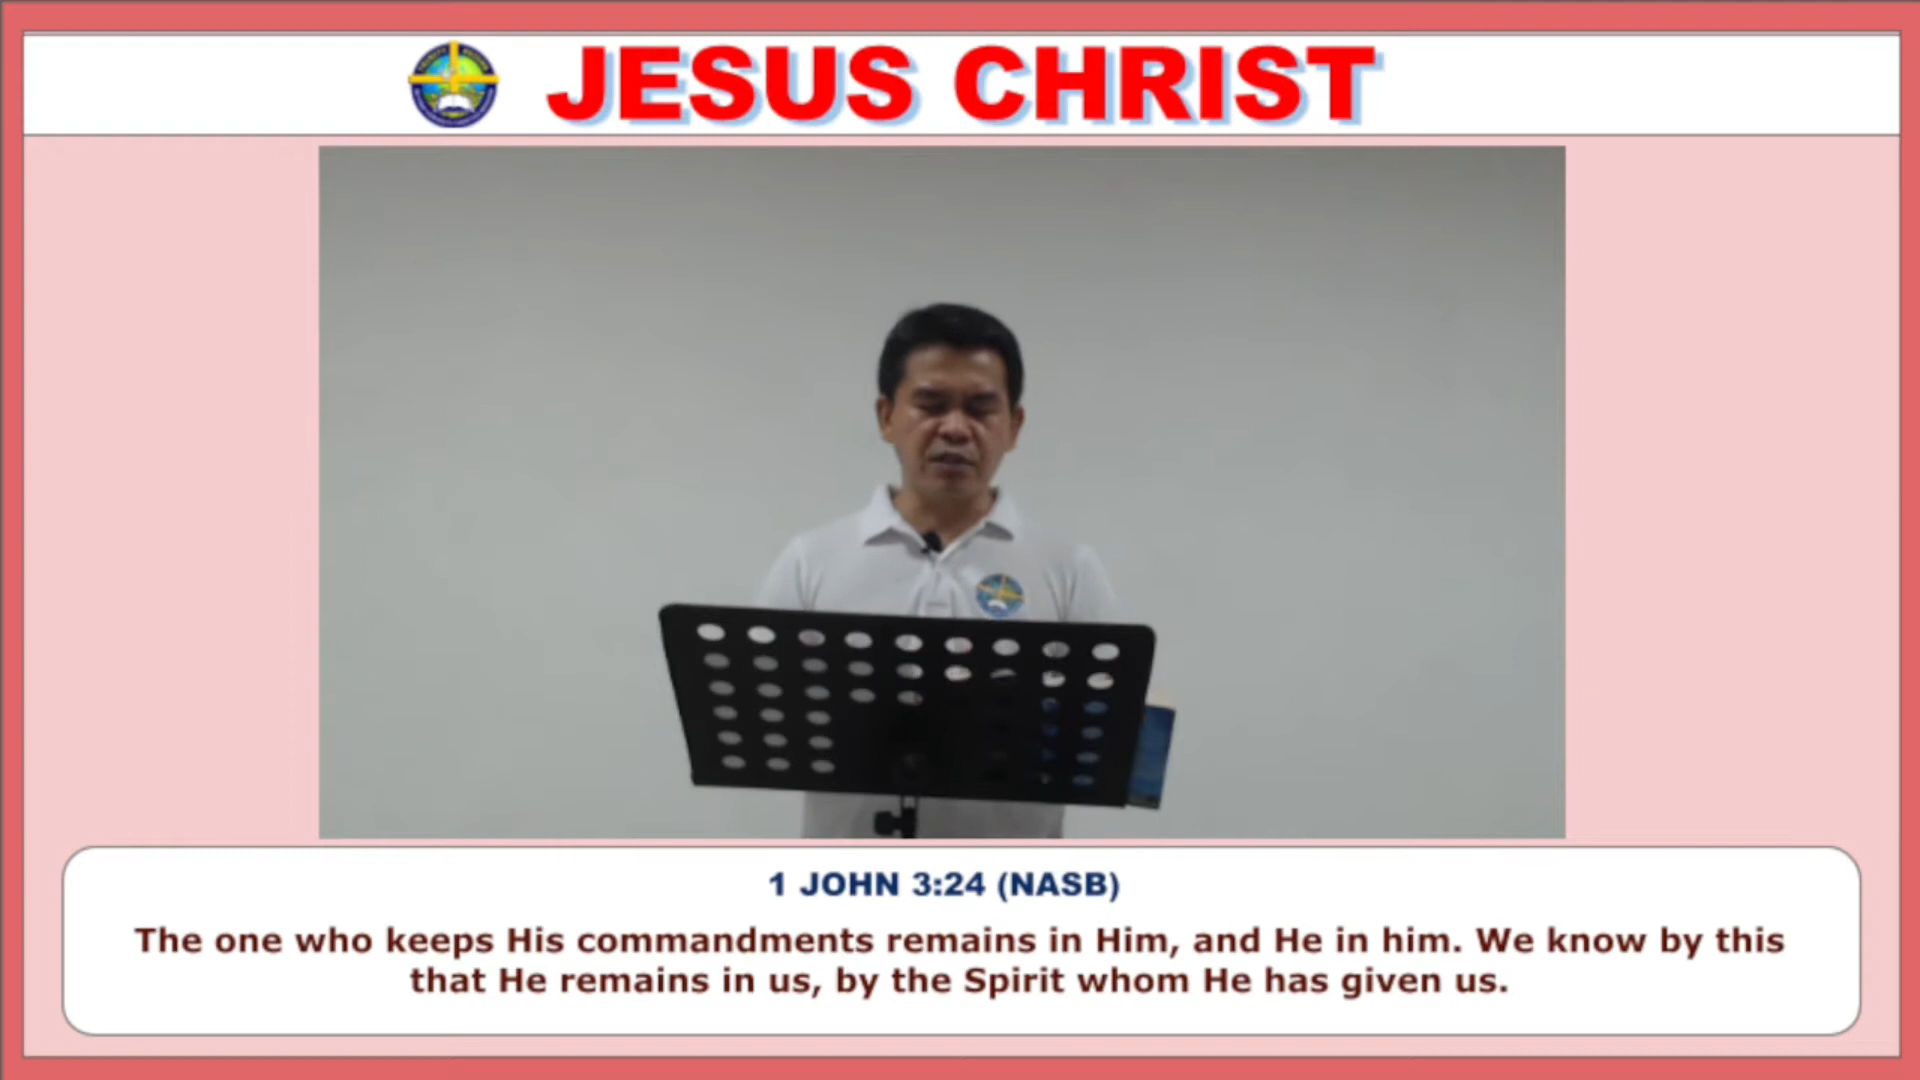 JESUS CHRIST
1 JOHN 3:24 (NASB)
The one who keeps His commandments remains in Him, and He in him. We know by this
that He remains in us, by the Spirit whom He has given us.